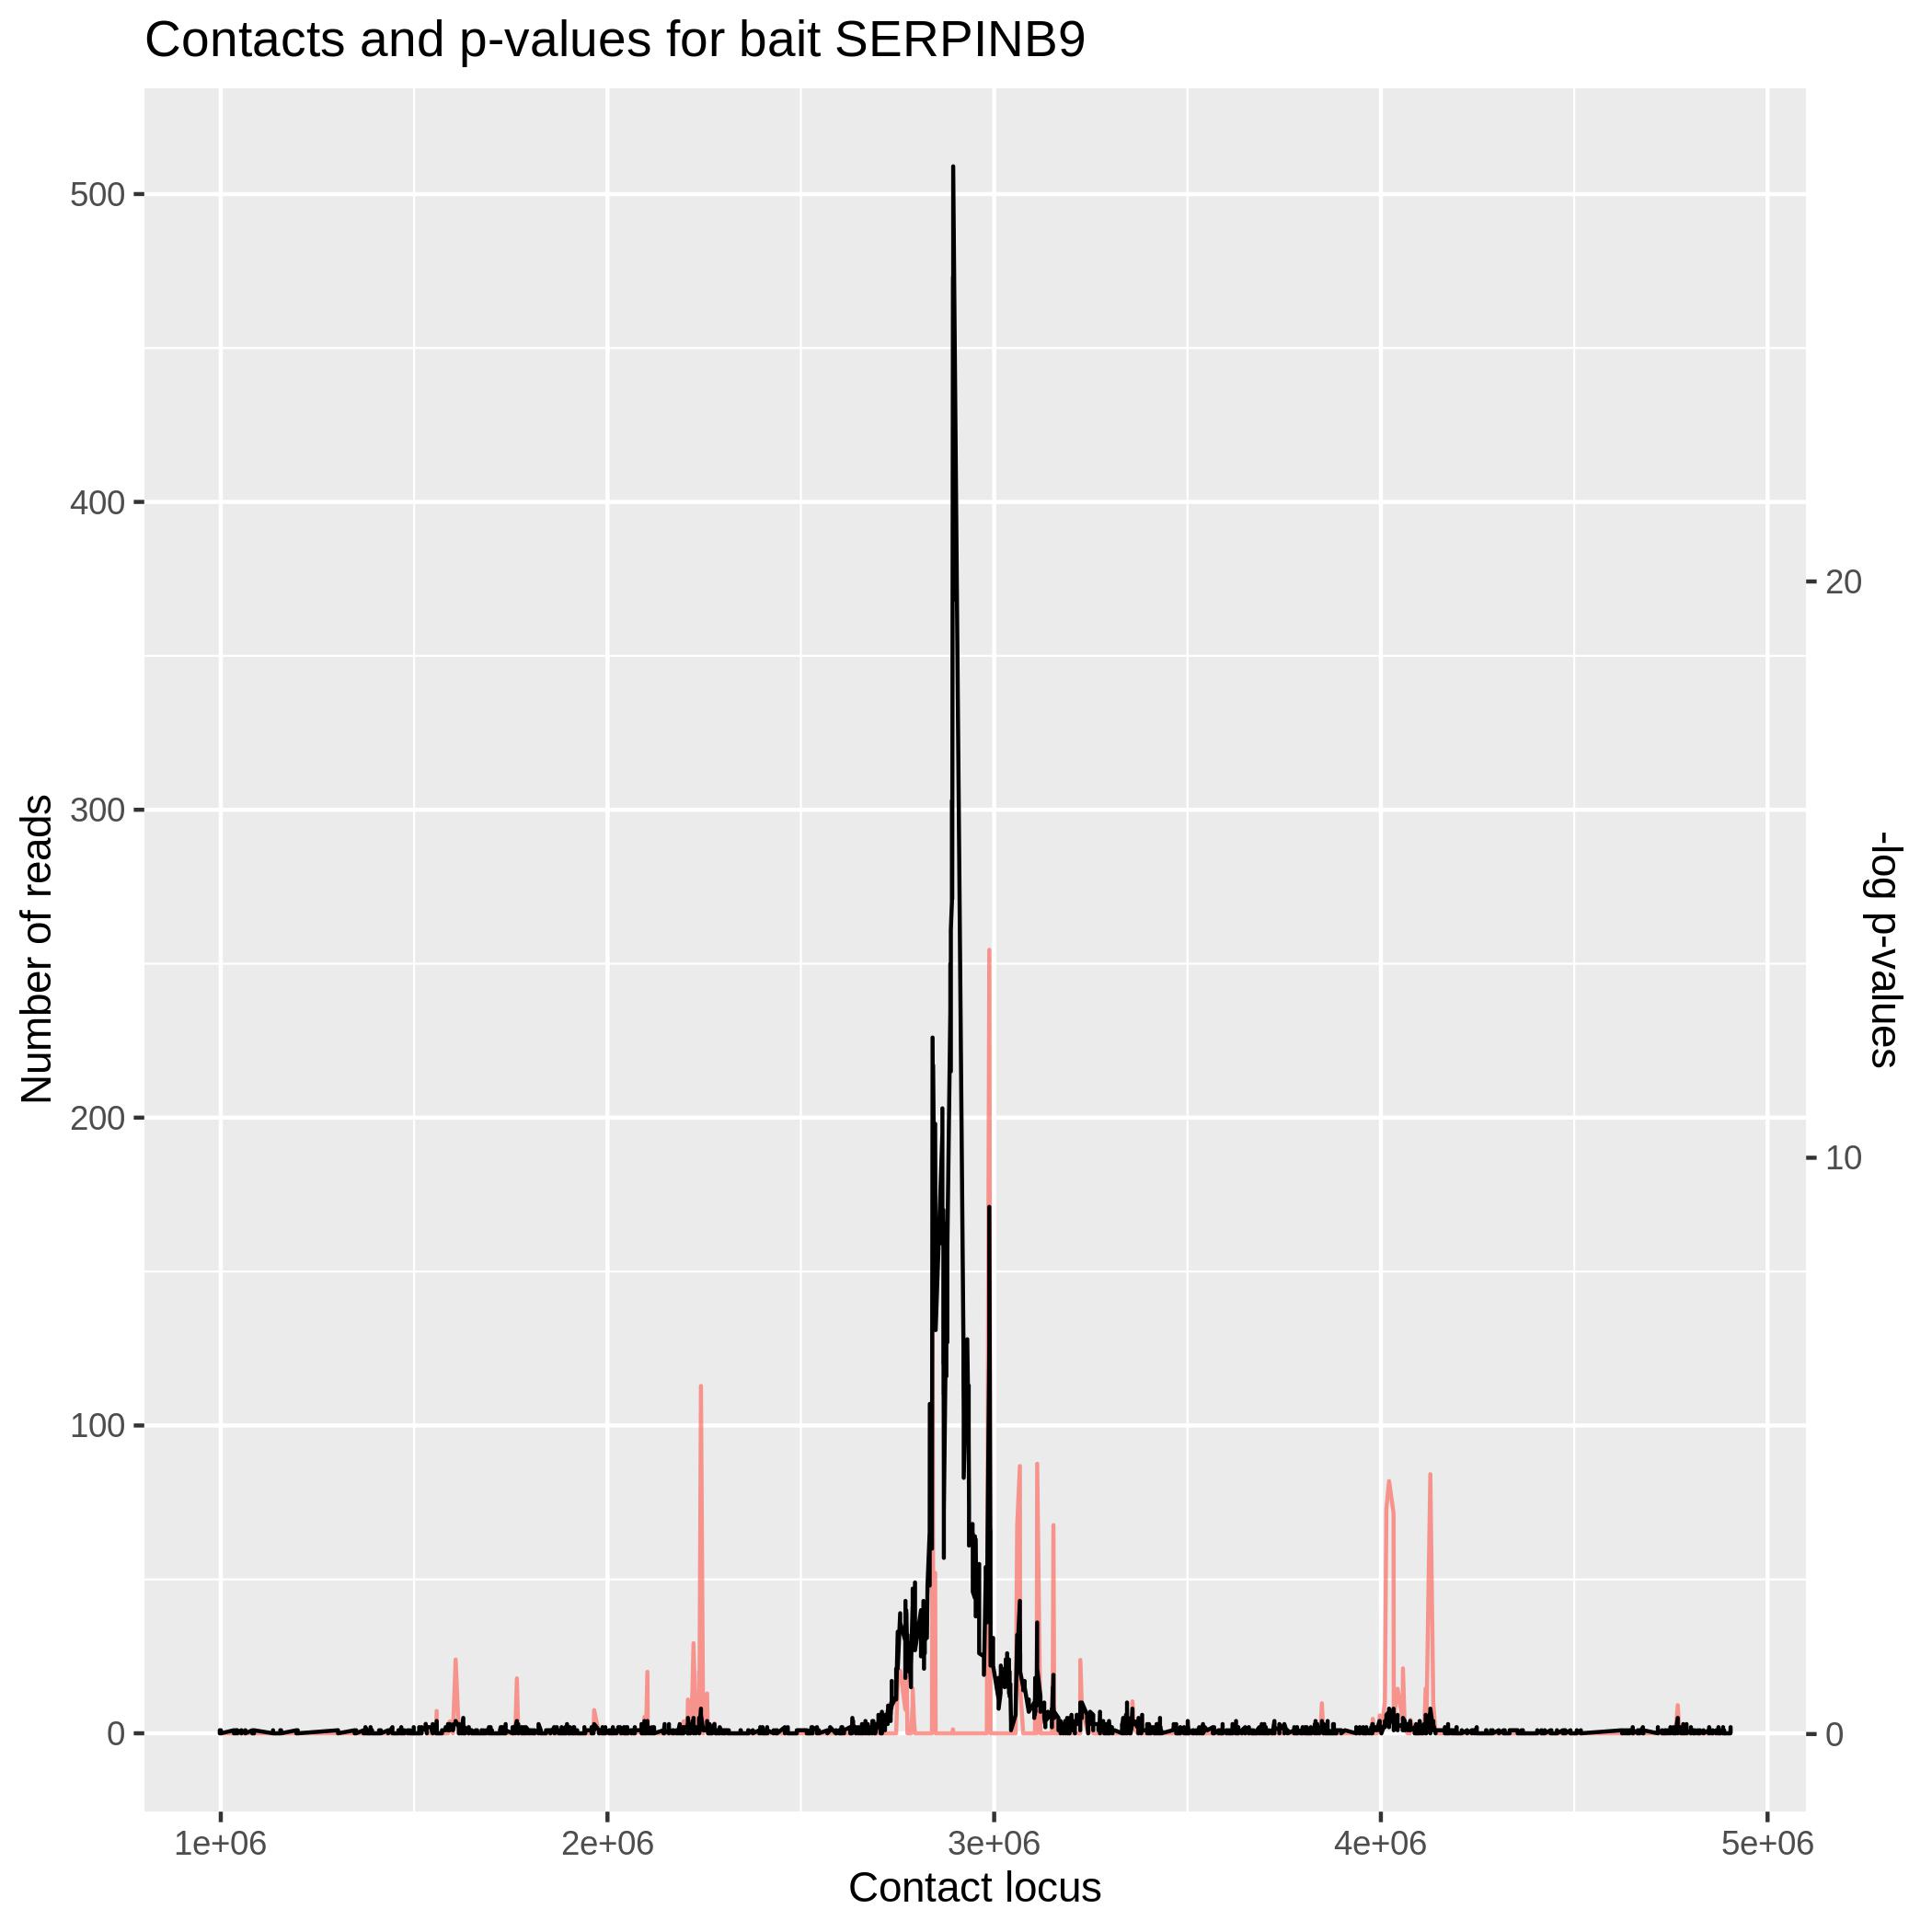 Contacts and p-values for bait SERPINB9
500
400
300
200
100
0
Number of reads
20
10
0
-log p-values
1e+06
2e+06
3e+06
4e+06
5e+06
Contact locus